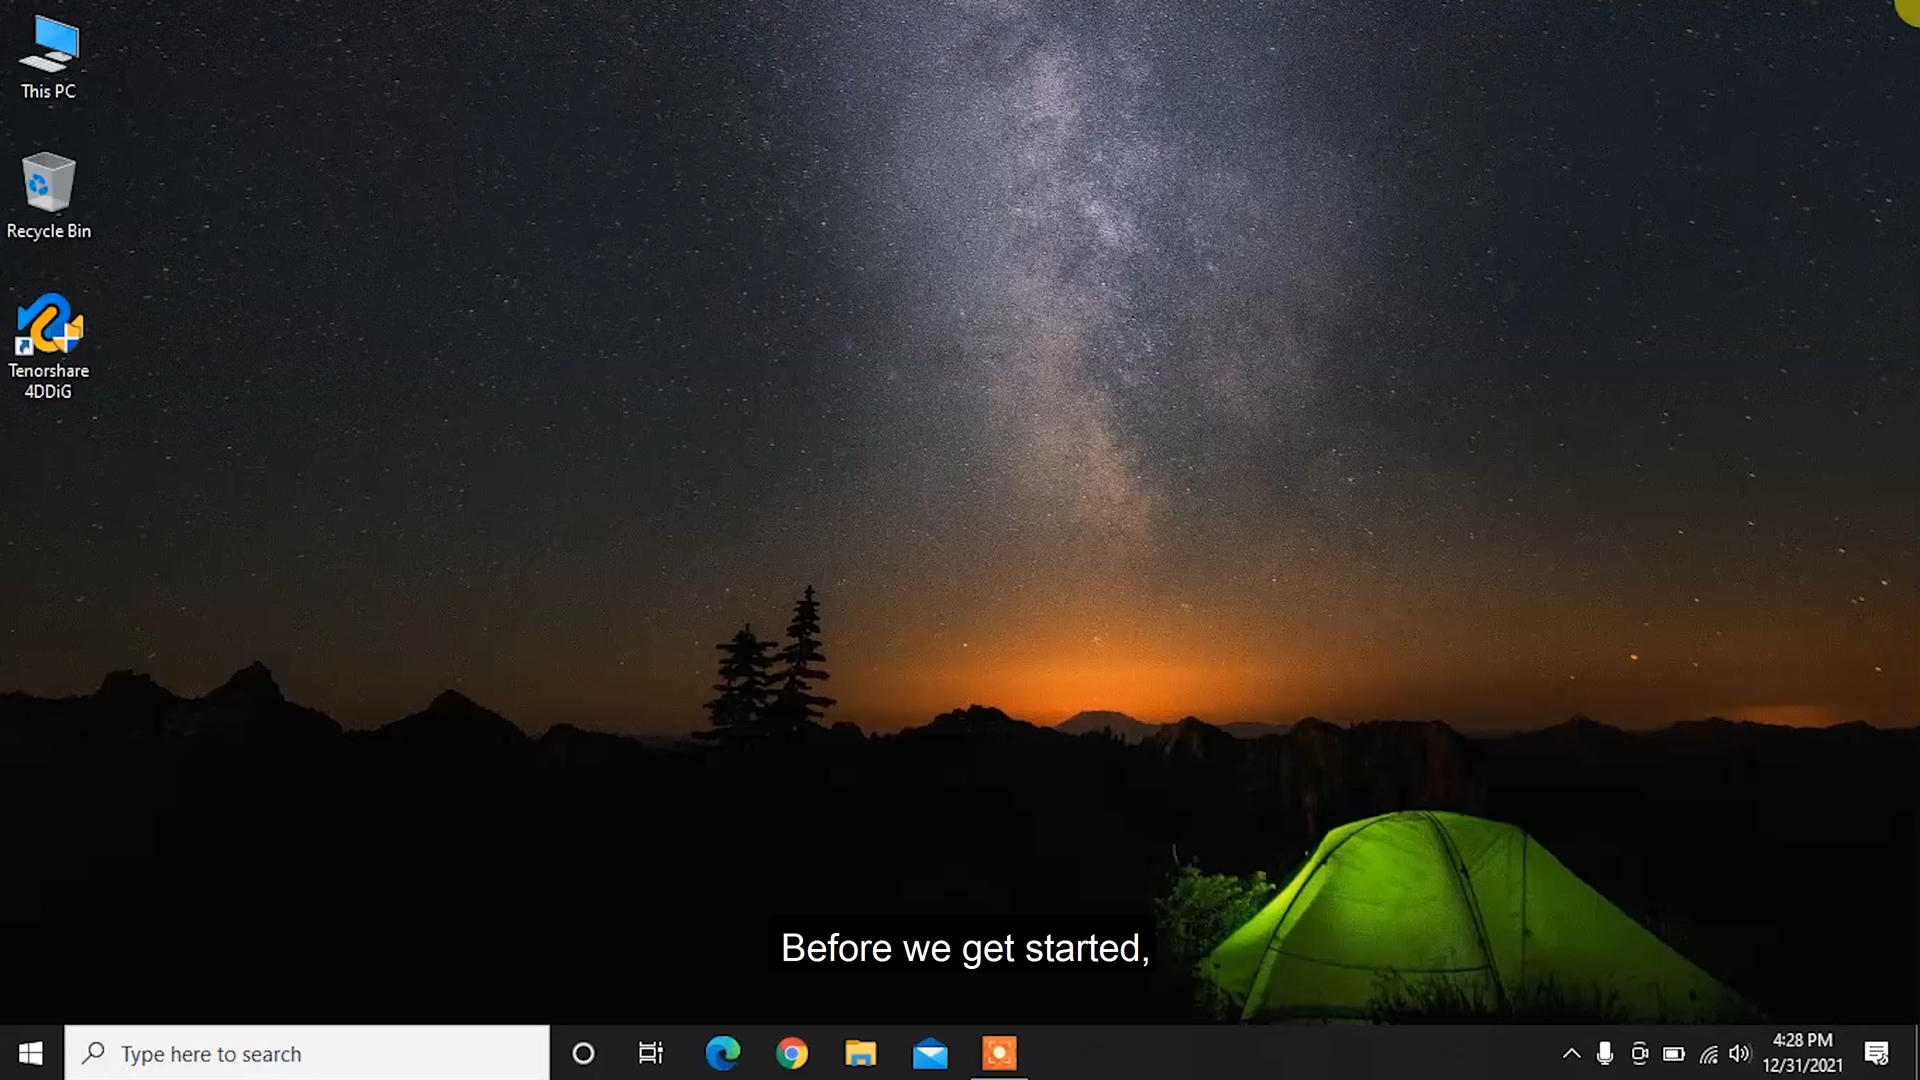 This PC
Recycle Bin
Tenorshare
4DDiG
Before we get started,
Type here to search
4:28 PM
12/31/2021